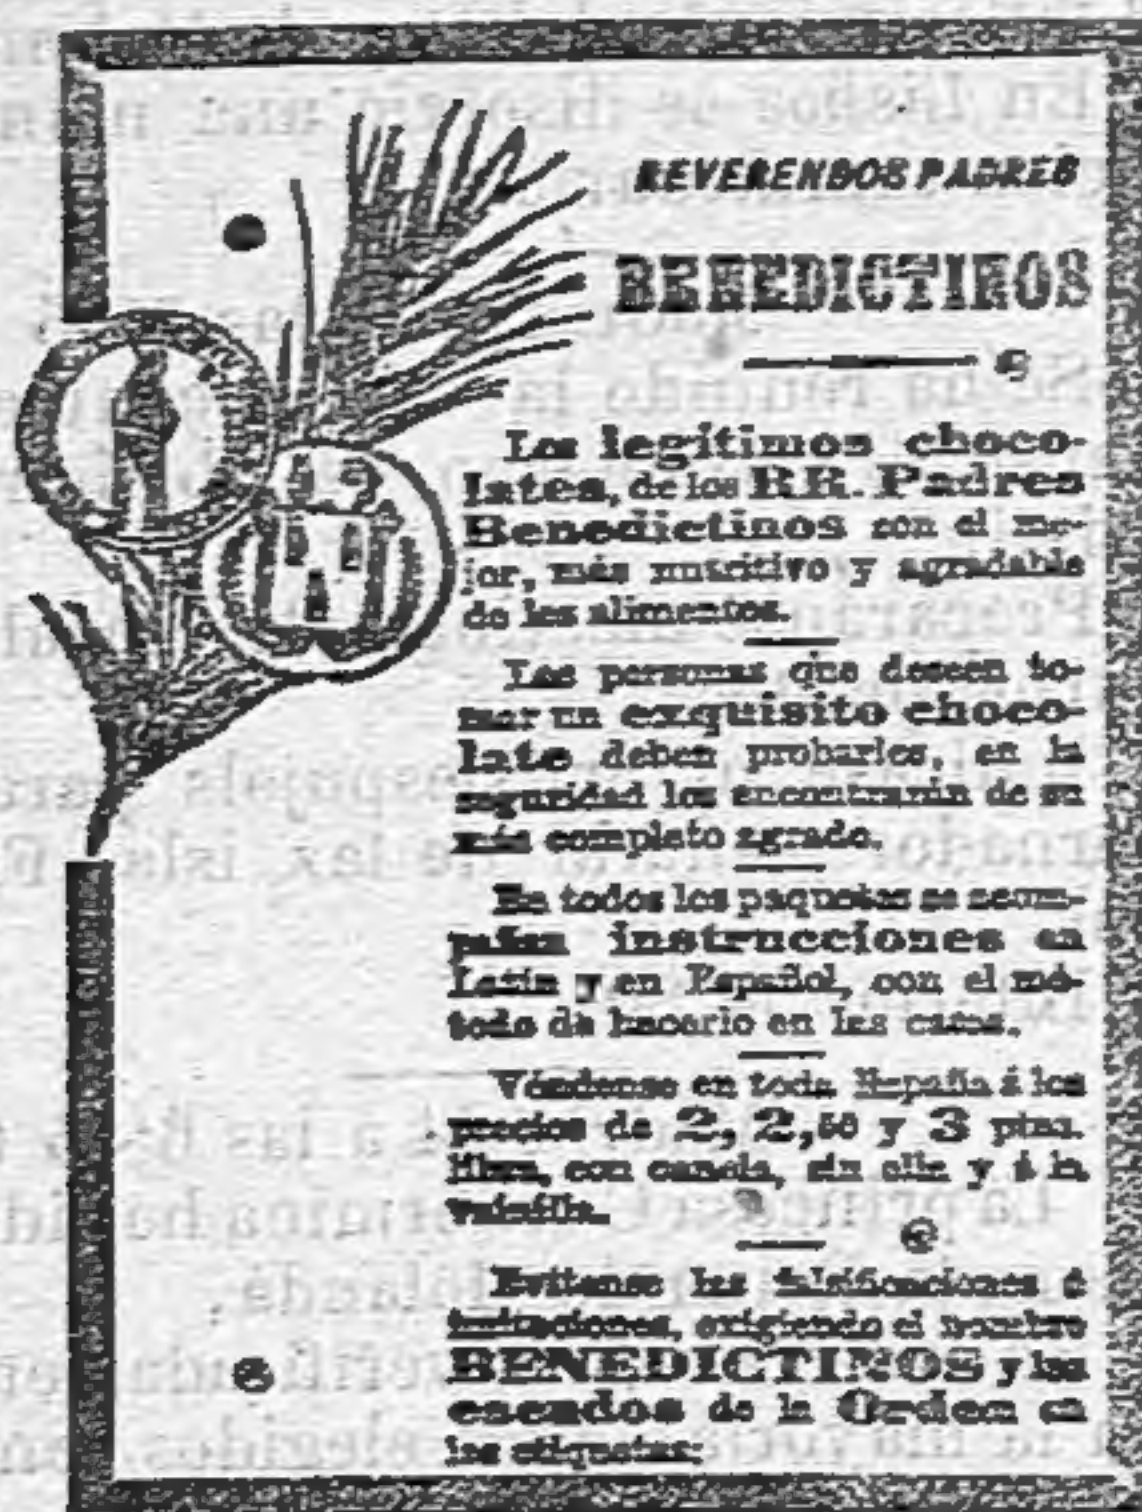 REVERENDOS PADRES
BENEDICTINOS
Los legítimos choco-
lates, de los RR. Padres
Benedictinos son el me-
jor, más nutritivo y agradable
de los alimentos.
Las personas que deseen to-
mar un exquisito choco-
late deben probarlos, en la
seguridad los encontrarán de su
más completo agrado.
En todos los paquetes se acom-
pañan instrucciones en
Latín y en Español, con el mé-
todo de hacerlo en las casas.
Véndense en toda España á los
precios de 2, 2,50 y 3 ptas.
libra, con canela, sin ella y á la
vainilla.
Evítense las falsificaciones é
imitaciones, exigiendo el nombre
BENEDICTINOS y los
escudos de la Orden en
las etiquetas: